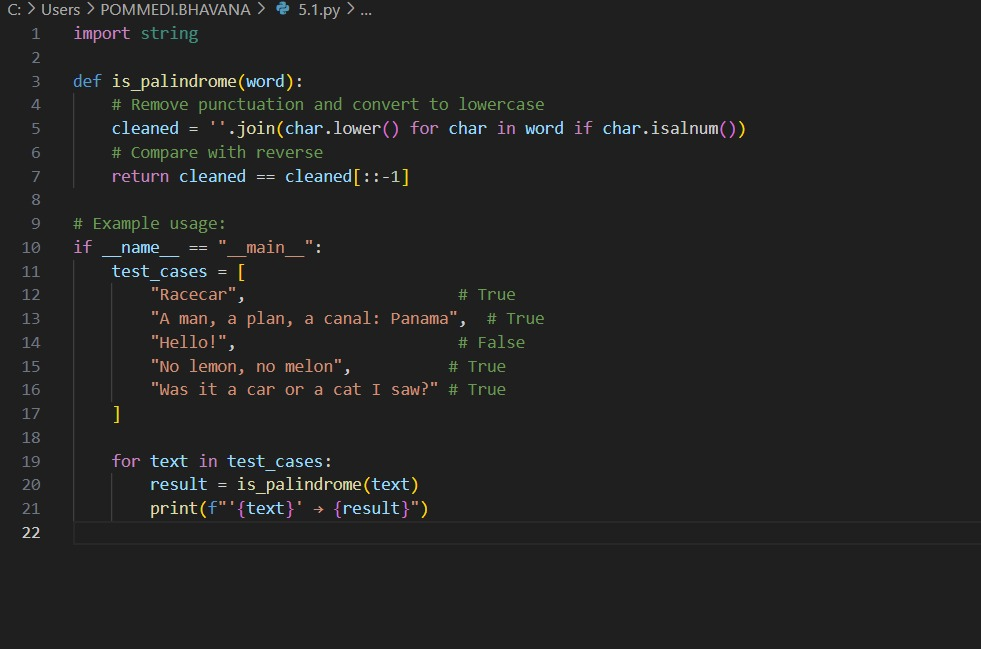 C: > Users > POMMEDI.BHAVANA > 5.1.py > ...
1 import string
2
3 def is_palindrome(word):
4     # Remove punctuation and convert to lowercase
5     cleaned = ''.join(char.lower() for char in word if char.isalnum())
6     # Compare with reverse
7     return cleaned == cleaned[::-1]
8
9 # Example usage:
10 if __name__ == "__main__":
11     test_cases = [
12         "Racecar",                      # True
13         "A man, a plan, a canal: Panama",  # True
14         "Hello!",                       # False
15         "No lemon, no melon",          # True
16         "Was it a car or a cat I saw?" # True
17     ]
18
19     for text in test_cases:
20         result = is_palindrome(text)
21         print(f"'{text}' → {result}")
22